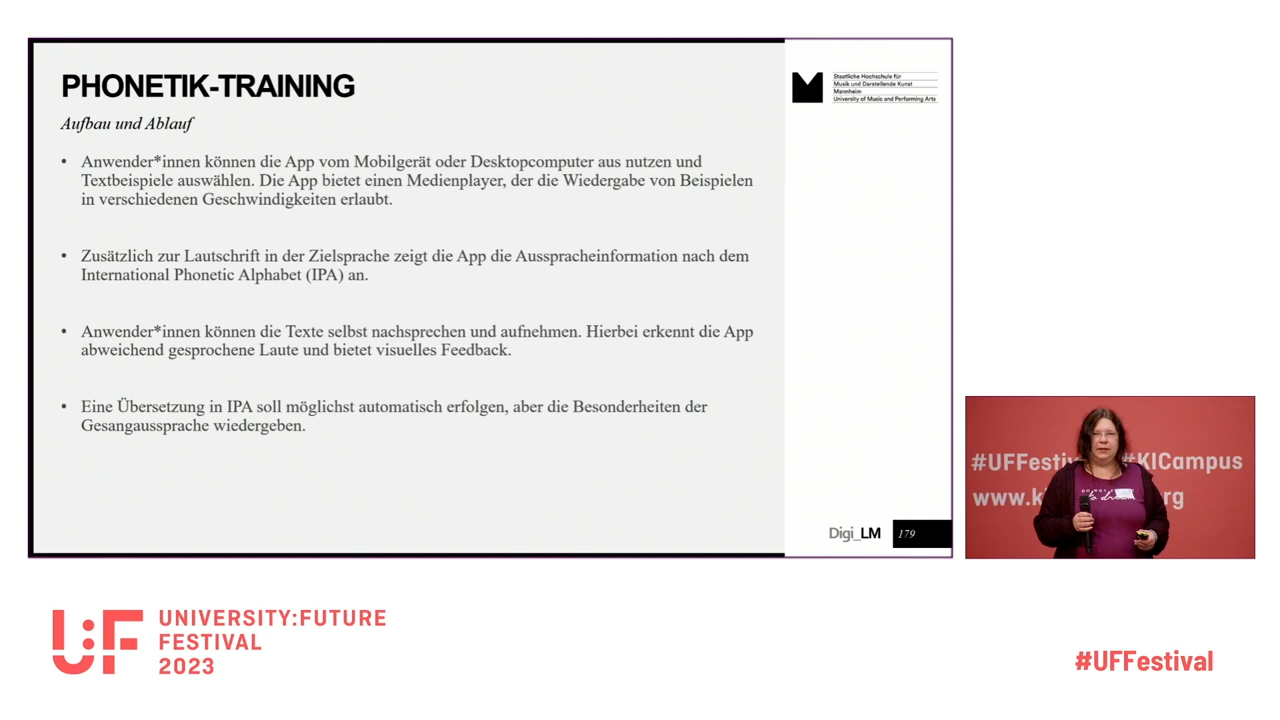 PHONETIK-TRAINING
Aufbau und Ablauf
• Anwender*innen können die App vom Mobilgerät oder Desktopcomputer aus nutzen und
Textbeispiele auswählen. Die App bietet einen Medienplayer, der die Wiedergabe von Beispielen
in verschiedenen Geschwindigkeiten erlaubt.
• Zusätzlich zur Lautschrift in der Zielsprache zeigt die App die Ausspracheinformation nach dem
International Phonetic Alphabet (IPA) an.
• Anwender*innen können die Texte selbst nachsprechen und aufnehmen. Hierbei erkennt die App
abweichend gesprochene Laute und bietet visuelles Feedback.
• Eine Übersetzung in IPA soll möglichst automatisch erfolgen, aber die Besonderheiten der
Gesangaussprache wiedergeben.
Staatliche Hochschule für
Musik und Darstellende Kunst
Mannheim
University of Music and Performing Arts
Digi_LM
179
#UFFesti #KICampus
www.k rg
U:F
UNIVERSITY:FUTURE
FESTIVAL
2023
#UFFestival